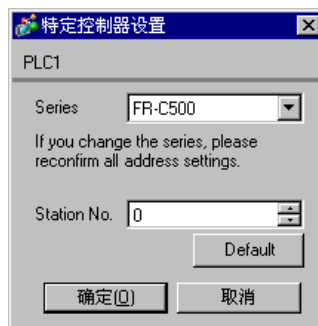 特定控制器设置
PLC1
Series FR-C500
If you change the series, please
reconfirm all address settings.
Station No. 0
Default
确定(O) 取消